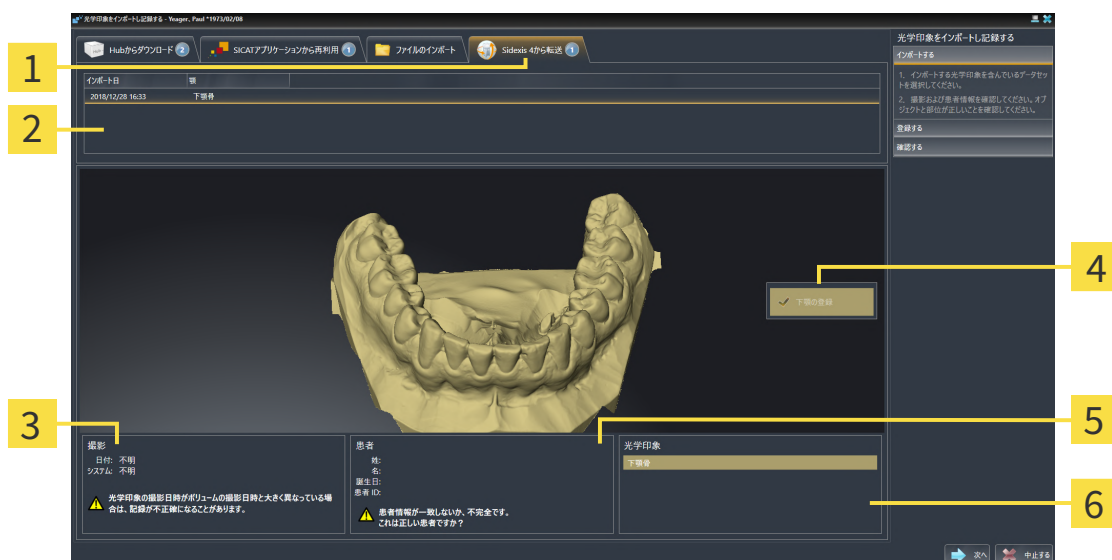 光学印象をインポートし記録する - Yeager, Paul *1973/02/08
Hubからダウンロード 2
SICATアプリケーションから再利用 1
ファイルのインポート
Sidexis 4から転送 1
1
インポート日 顎
2018/12/28 16:33 下顎骨
2
光学印象をインポートし記録する
インポートする
1. インポートする光学印象を含んでいるデータセッ
トを選択してください。
2. 撮影および患者情報を確認してください。オブ
ジェクトと部位が正しいことを確認してください。
登録する
確認する
4
下顎の登録
3
撮影
日付: 不明
システム: 不明
光学印象の撮影日時がボリュームの撮影日時と大きく異なっている場
合は、記録が不正確になることがあります。
5
患者
姓:
名:
誕生日:
患者 ID:
患者情報が一致しないか、不完全です。
これは正しい患者ですか？
光学印象
下顎骨
6
次へ
中止する